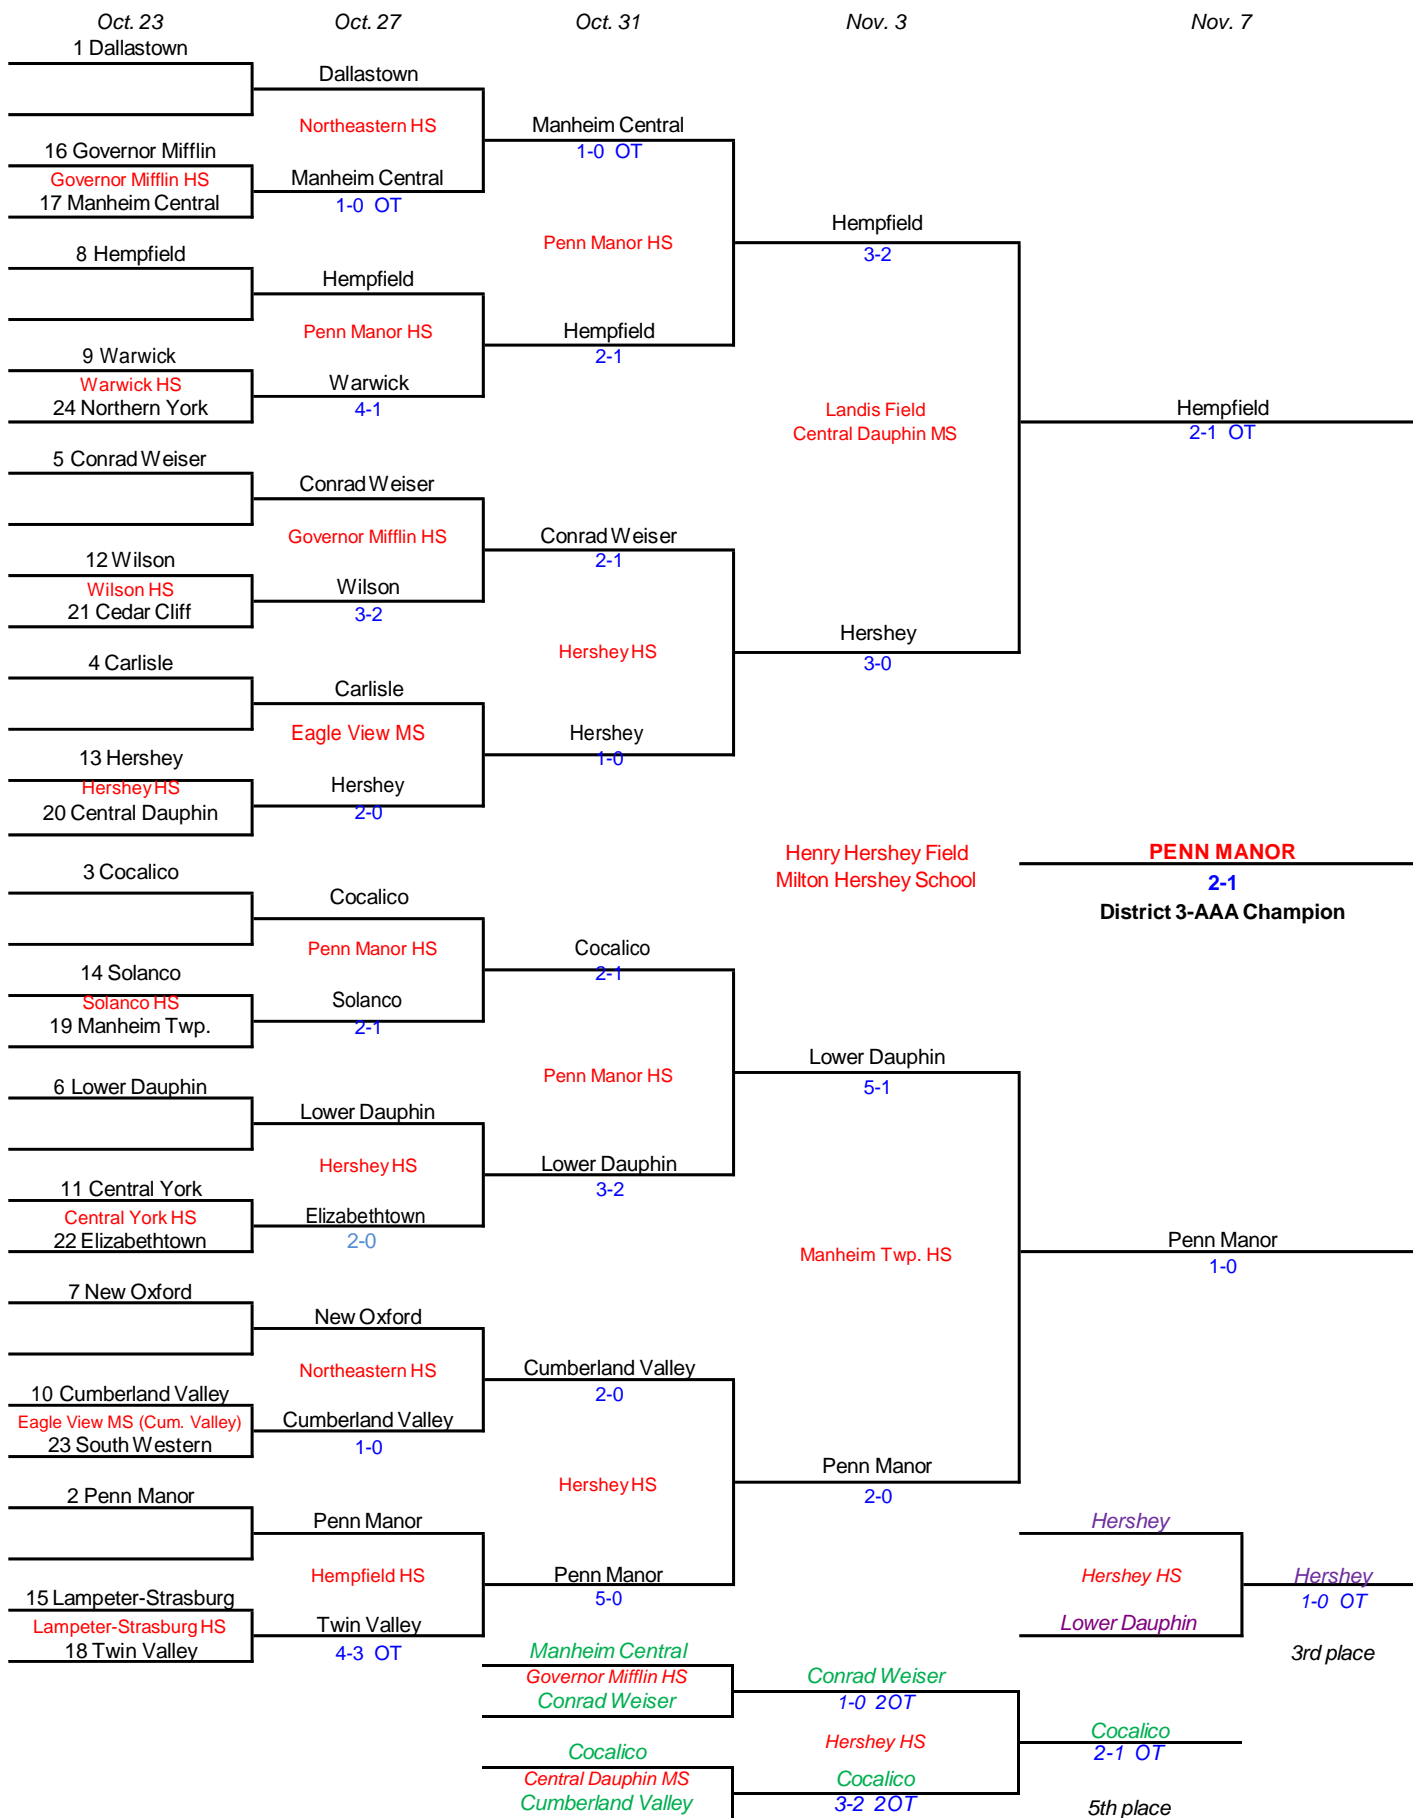 Oct. 23
Oct. 27
Oct. 31
Nov. 3
Nov. 7
1 Dallastown
Dallastown
Northeastern HS
Manheim Central
1-0 OT
16 Governor Mifflin
Governor Mifflin HS
17 Manheim Central
Manheim Central
1-0 OT
Penn Manor HS
Hempfield
3-2
8 Hempfield
Hempfield
Penn Manor HS
Hempfield
2-1
9 Warwick
Warwick HS
24 Northern York
Warwick
4-1
Landis Field
Central Dauphin MS
Hempfield
2-1 OT
5 Conrad Weiser
Conrad Weiser
Governor Mifflin HS
Conrad Weiser
2-1
12 Wilson
Wilson HS
21 Cedar Cliff
Wilson
3-2
Hershey HS
Hershey
3-0
4 Carlisle
Carlisle
Eagle View MS
Hershey
1-0
13 Hershey
Hershey HS
20 Central Dauphin
Hershey
2-0
Henry Hershey Field
Milton Hershey School
PENN MANOR
2-1
District 3-AAA Champion
3 Cocalico
Cocalico
Penn Manor HS
Cocalico
2-1
14 Solanco
Solanco HS
19 Manheim Twp.
Solanco
2-1
Penn Manor HS
Lower Dauphin
5-1
6 Lower Dauphin
Lower Dauphin
Hershey HS
Lower Dauphin
3-2
11 Central York
Central York HS
22 Elizabethtown
Elizabethtown
2-0
Manheim Twp. HS
Penn Manor
1-0
7 New Oxford
New Oxford
Northeastern HS
Cumberland Valley
2-0
10 Cumberland Valley
Eagle View MS (Cum. Valley)
23 South Western
Cumberland Valley
1-0
Hershey HS
Penn Manor
2-0
2 Penn Manor
Penn Manor
Hempfield HS
Penn Manor
5-0
15 Lampeter-Strasburg
Lampeter-Strasburg HS
18 Twin Valley
Twin Valley
4-3 OT
Hershey
Hershey HS
Lower Dauphin
Hershey
1-0 OT
3rd place
Manheim Central
Governor Mifflin HS
Conrad Weiser
Conrad Weiser
1-0 2OT
Hershey HS
Cocalico
2-1 OT
Cocalico
Central Dauphin MS
Cumberland Valley
Cocalico
3-2 2OT
5th place